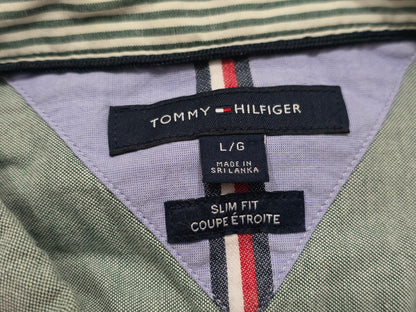 TOMMY HILFIGER
L/G
MADE IN
SRI LANKA
SLIM FIT
COUPE ÉTROITE